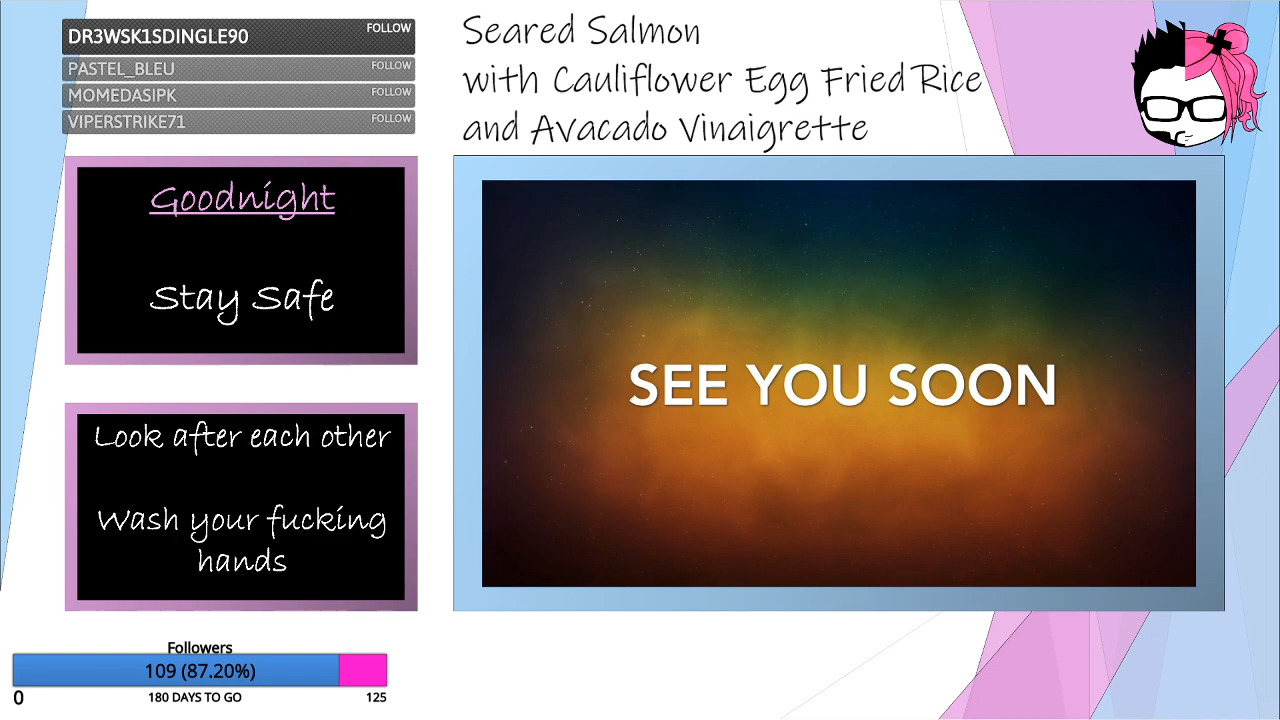 DR3WSK1SDINGLE90 FOLLOW
PASTEL_BLEU FOLLOW
MOMEDASIPK FOLLOW
VIPERSTRIKE71 FOLLOW
Seared Salmon
with Cauliflower Egg Fried Rice
and Avacado Vinaigrette
Goodnight
Stay Safe
SEE YOU SOON
Look after each other
Wash your fucking
hands
Followers
109 (87.20%)
0 180 DAYS TO GO 125